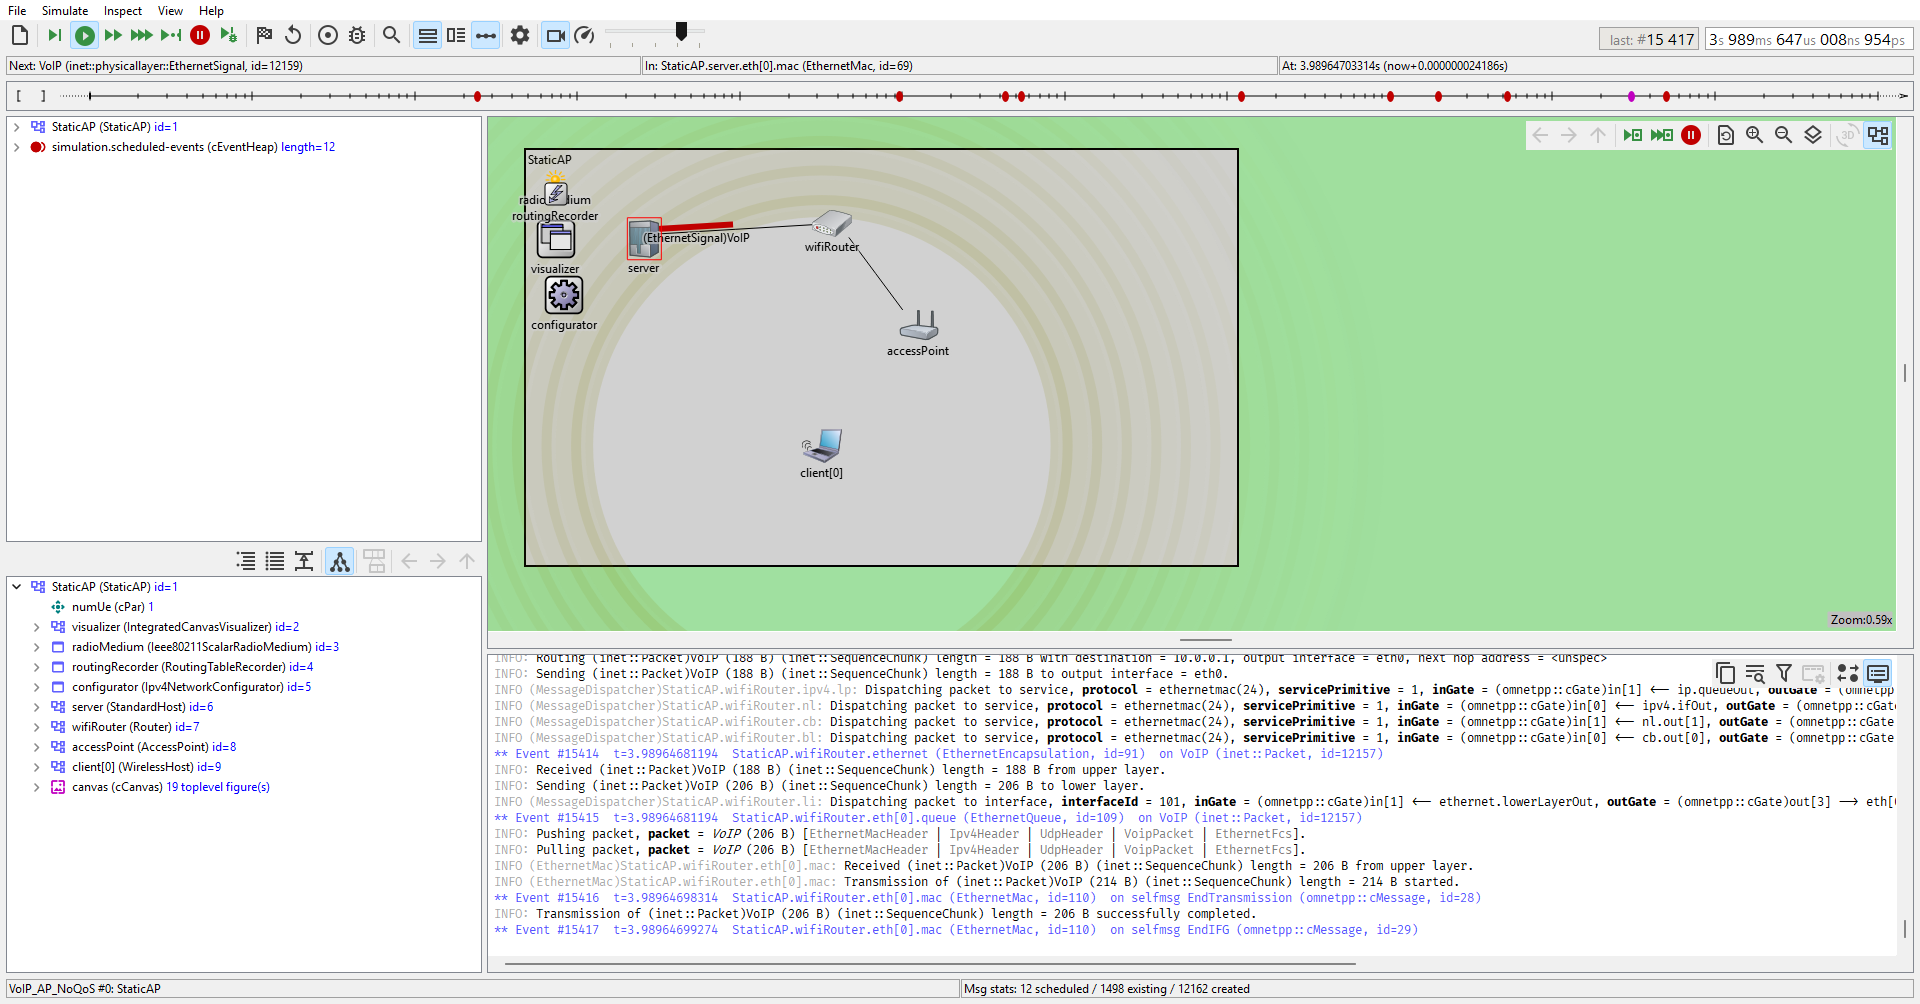 File Simulate Inspect View Help
last: #15 417
3s 989ms 647us 008ns 954ps
Next: VoIP (inet::physicallayer::EthernetSignal, id=12159)
In: StaticAP.server.eth[0].mac (EthernetMac, id=69)
At: 3.98964703314s (now+0.000000024186s)
[ ]
StaticAP (StaticAP) id=1
simulation.scheduled-events (cEventHeap) length=12
StaticAP (StaticAP) id=1
numUe (cPar) 1
visualizer (IntegratedCanvasVisualizer) id=2
radioMedium (Ieee80211ScalarRadioMedium) id=3
routingRecorder (RoutingTableRecorder) id=4
configurator (Ipv4NetworkConfigurator) id=5
server (StandardHost) id=6
wifiRouter (Router) id=7
accessPoint (AccessPoint) id=8
client[0] (WirelessHost) id=9
canvas (cCanvas) 19 toplevel figure(s)
3D
StaticAP
routingRecorder
visualizer
configurator
(EthernetSignal)VoIP
server
wifiRouter
accessPoint
client[0]
Zoom:0.59x
INFO: Routing (inet::Packet)VoIP (188 B) (inet::SequenceChunk) length = 188 B with destination = 10.0.0.1, output interface = eth0, next hop address = <unspec>
INFO: Sending (inet::Packet)VoIP (188 B) (inet::SequenceChunk) length = 188 B to output interface = eth0.
INFO (MessageDispatcher)StaticAP.wifiRouter.ipv4.lp: Dispatching packet to service, protocol = ethernetmac(24), servicePrimitive = 1, inGate = (omnetpp::cGate)in[1] <-- ip.queueOut, outGate = (omnetpp
INFO (MessageDispatcher)StaticAP.wifiRouter.nl: Dispatching packet to service, protocol = ethernetmac(24), servicePrimitive = 1, inGate = (omnetpp::cGate)in[0] <-- ipv4.ifOut, outGate = (omnetpp::cGate
INFO (MessageDispatcher)StaticAP.wifiRouter.cb: Dispatching packet to service, protocol = ethernetmac(24), servicePrimitive = 1, inGate = (omnetpp::cGate)in[1] <-- nl.out[1], outGate = (omnetpp::cGate
INFO (MessageDispatcher)StaticAP.wifiRouter.bl: Dispatching packet to service, protocol = ethernetmac(24), servicePrimitive = 1, inGate = (omnetpp::cGate)in[0] <-- cb.out[0], outGate = (omnetpp::cGate
** Event #15414 t=3.98964681194 StaticAP.wifiRouter.ethernet (EthernetEncapsulation, id=91) on VoIP (inet::Packet, id=12157)
INFO: Received (inet::Packet)VoIP (188 B) (inet::SequenceChunk) length = 188 B from upper layer.
INFO: Sending (inet::Packet)VoIP (206 B) (inet::SequenceChunk) length = 206 B to lower layer.
INFO (MessageDispatcher)StaticAP.wifiRouter.li: Dispatching packet to interface, interfaceId = 101, inGate = (omnetpp::cGate)in[1] <-- ethernet.lowerLayerOut, outGate = (omnetpp::cGate)out[3] --> eth[
** Event #15415 t=3.98964681194 StaticAP.wifiRouter.eth[0].queue (EthernetQueue, id=109) on VoIP (inet::Packet, id=12157)
INFO: Pushing packet, packet = VoIP (206 B) [EthernetMacHeader | Ipv4Header | UdpHeader | VoipPacket | EthernetFcs].
INFO: Pulling packet, packet = VoIP (206 B) [EthernetMacHeader | Ipv4Header | UdpHeader | VoipPacket | EthernetFcs].
INFO (EthernetMac)StaticAP.wifiRouter.eth[0].mac: Received (inet::Packet)VoIP (206 B) (inet::SequenceChunk) length = 206 B from upper layer.
INFO (EthernetMac)StaticAP.wifiRouter.eth[0].mac: Transmission of (inet::Packet)VoIP (214 B) (inet::SequenceChunk) length = 214 B started.
** Event #15416 t=3.98964698314 StaticAP.wifiRouter.eth[0].mac (EthernetMac, id=110) on selfmsg EndTransmission (omnetpp::cMessage, id=28)
INFO: Transmission of (inet::Packet)VoIP (206 B) (inet::SequenceChunk) length = 206 B successfully completed.
** Event #15417 t=3.98964699274 StaticAP.wifiRouter.eth[0].mac (EthernetMac, id=110) on selfmsg EndIFG (omnetpp::cMessage, id=29)
VoIP_AP_NoQoS #0: StaticAP
Msg stats: 12 scheduled / 1498 existing / 12162 created